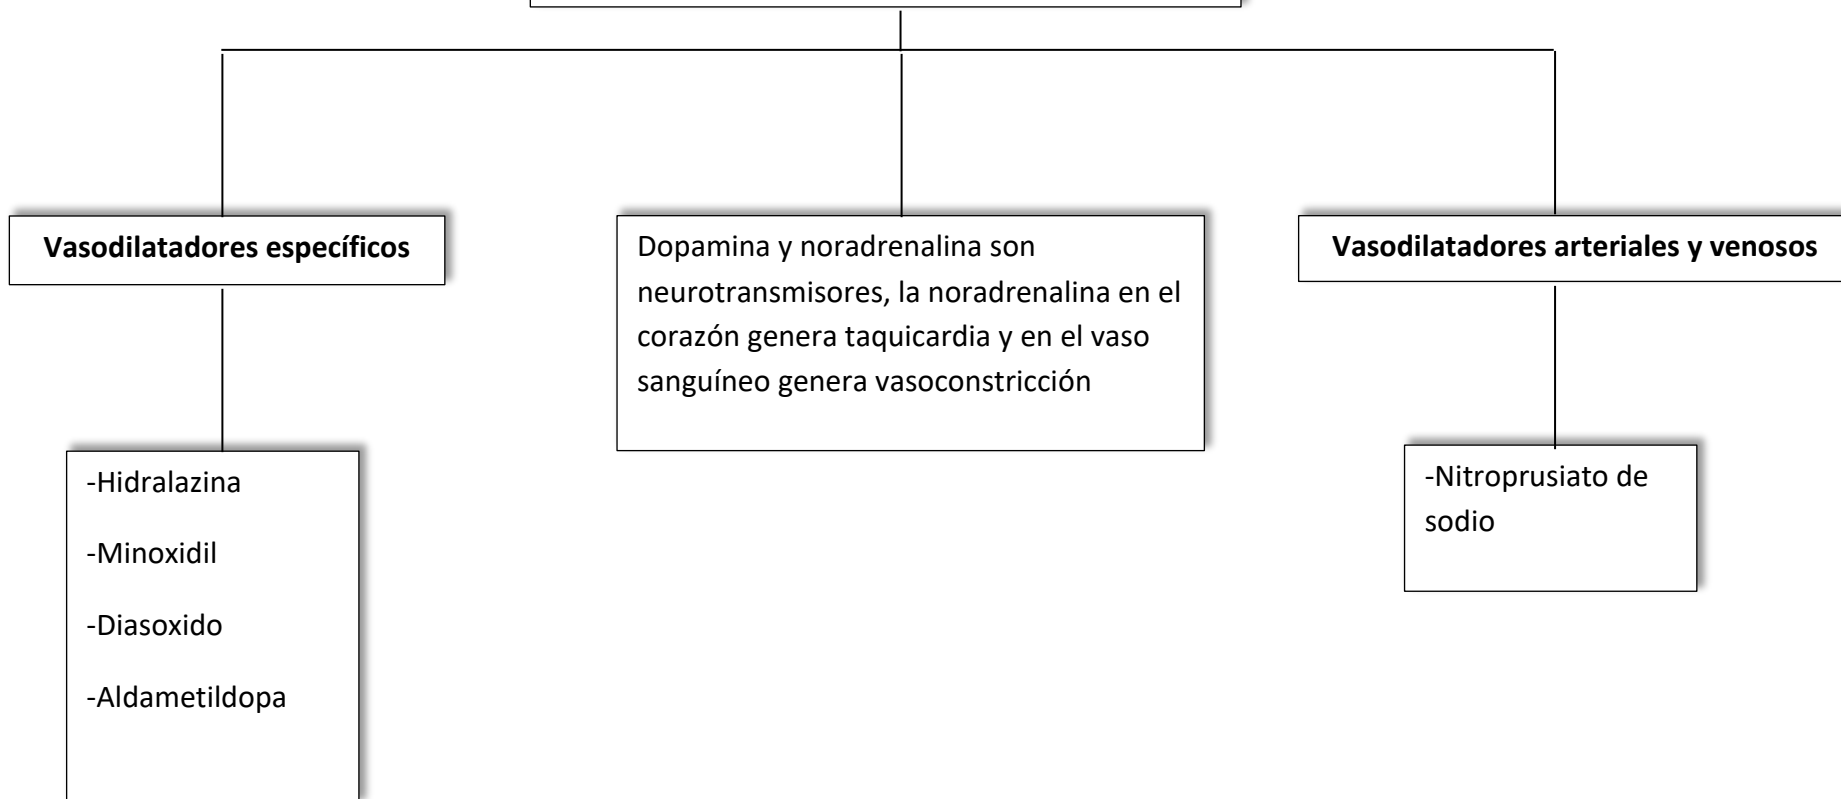 Vasodilatadores específicos
-Hidralazina
-Minoxidil
-Diasoxido
-Aldametildopa
Dopamina y noradrenalina son
neurotransmisores, la noradrenalina en el
corazón genera taquicardia y en el vaso
sanguíneo genera vasoconstricción
Vasodilatadores arteriales y venosos
-Nitroprusiato de
sodio